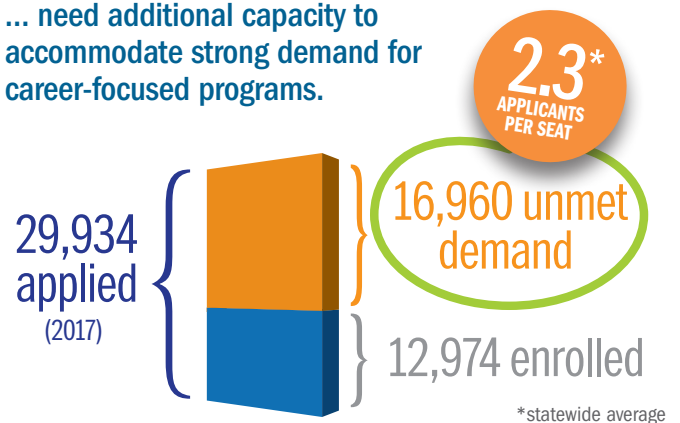 ... need additional capacity to
accommodate strong demand for
career-focused programs.
2.3*
APPLICANTS
PER SEAT
29,934
applied
(2017)
16,960 unmet
demand
12,974 enrolled
*statewide average